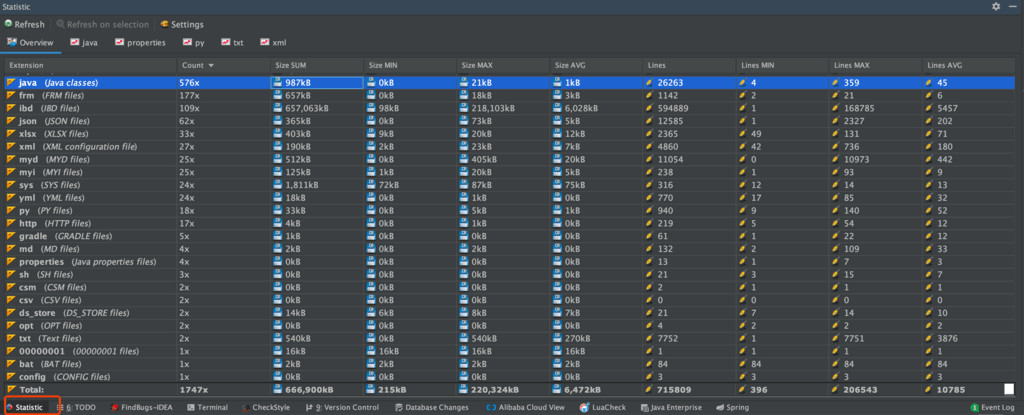 Statistic
Refresh Refresh on selection Settings
Overview java properties py txt xml
Extension Count Size SUM Size MIN Size MAX Size AVG Lines Lines MIN Lines MAX Lines AVG
java (Java classes) 576x 987kB 0kB 21kB 1kB 26263 4 359 45
frm (FRM files) 177x 657kB 0kB 18kB 3kB 1142 2 21 6
ibd (IBD files) 109x 657,063kB 98kB 218,103kB 6,028kB 594889 1 168785 5457
json (JSON files) 62x 365kB 0kB 73kB 5kB 12585 1 2327 202
xlsx (XLSX files) 33x 403kB 9kB 20kB 12kB 2365 49 131 71
xml (XML configuration file) 27x 190kB 2kB 23kB 7kB 4860 42 736 180
myd (MYD files) 25x 512kB 0kB 405kB 20kB 11054 0 10973 442
myi (MYI files) 25x 125kB 1kB 20kB 5kB 238 1 93 9
sys (SYS files) 24x 1,811kB 72kB 87kB 75kB 316 12 14 13
yml (YML files) 24x 18kB 0kB 1kB 0kB 770 17 85 32
py (PY files) 18x 33kB 0kB 5kB 1kB 940 9 140 52
http (HTTP files) 17x 4kB 0kB 1kB 0kB 219 5 54 12
gradle (GRADLE files) 5x 1kB 0kB 0kB 0kB 61 1 22 12
md (MD files) 4x 2kB 0kB 2kB 0kB 132 2 109 33
properties (Java properties files) 4x 0kB 0kB 0kB 0kB 13 1 7 3
sh (SH files) 3x 0kB 0kB 0kB 0kB 21 3 15 7
csm (CSM files) 2x 0kB 0kB 0kB 0kB 2 1 1 1
csv (CSV files) 2x 0kB 0kB 0kB 0kB 0 0 0 0
ds_store (DS_STORE files) 2x 14kB 6kB 8kB 7kB 21 7 14 10
opt (OPT files) 2x 0kB 0kB 0kB 0kB 4 2 2 2
txt (Text files) 2x 540kB 0kB 540kB 270kB 7752 1 7751 3876
00000001 (00000001 files) 1x 16kB 16kB 16kB 16kB 1 1 1 1
bat (BAT files) 1x 2kB 2kB 2kB 2kB 84 84 84 84
config (CONFIG files) 1x 0kB 0kB 0kB 0kB 3 3 3 3
Total: 1747x 666,900kB 215kB 220,324kB 6,472kB 715809 396 206543 10785
Statistic 6: TODO FindBugs-IDEA Terminal CheckStyle 9: Version Control Database Changes Alibaba Cloud View LuaCheck Java Enterprise Spring 1 Event Log